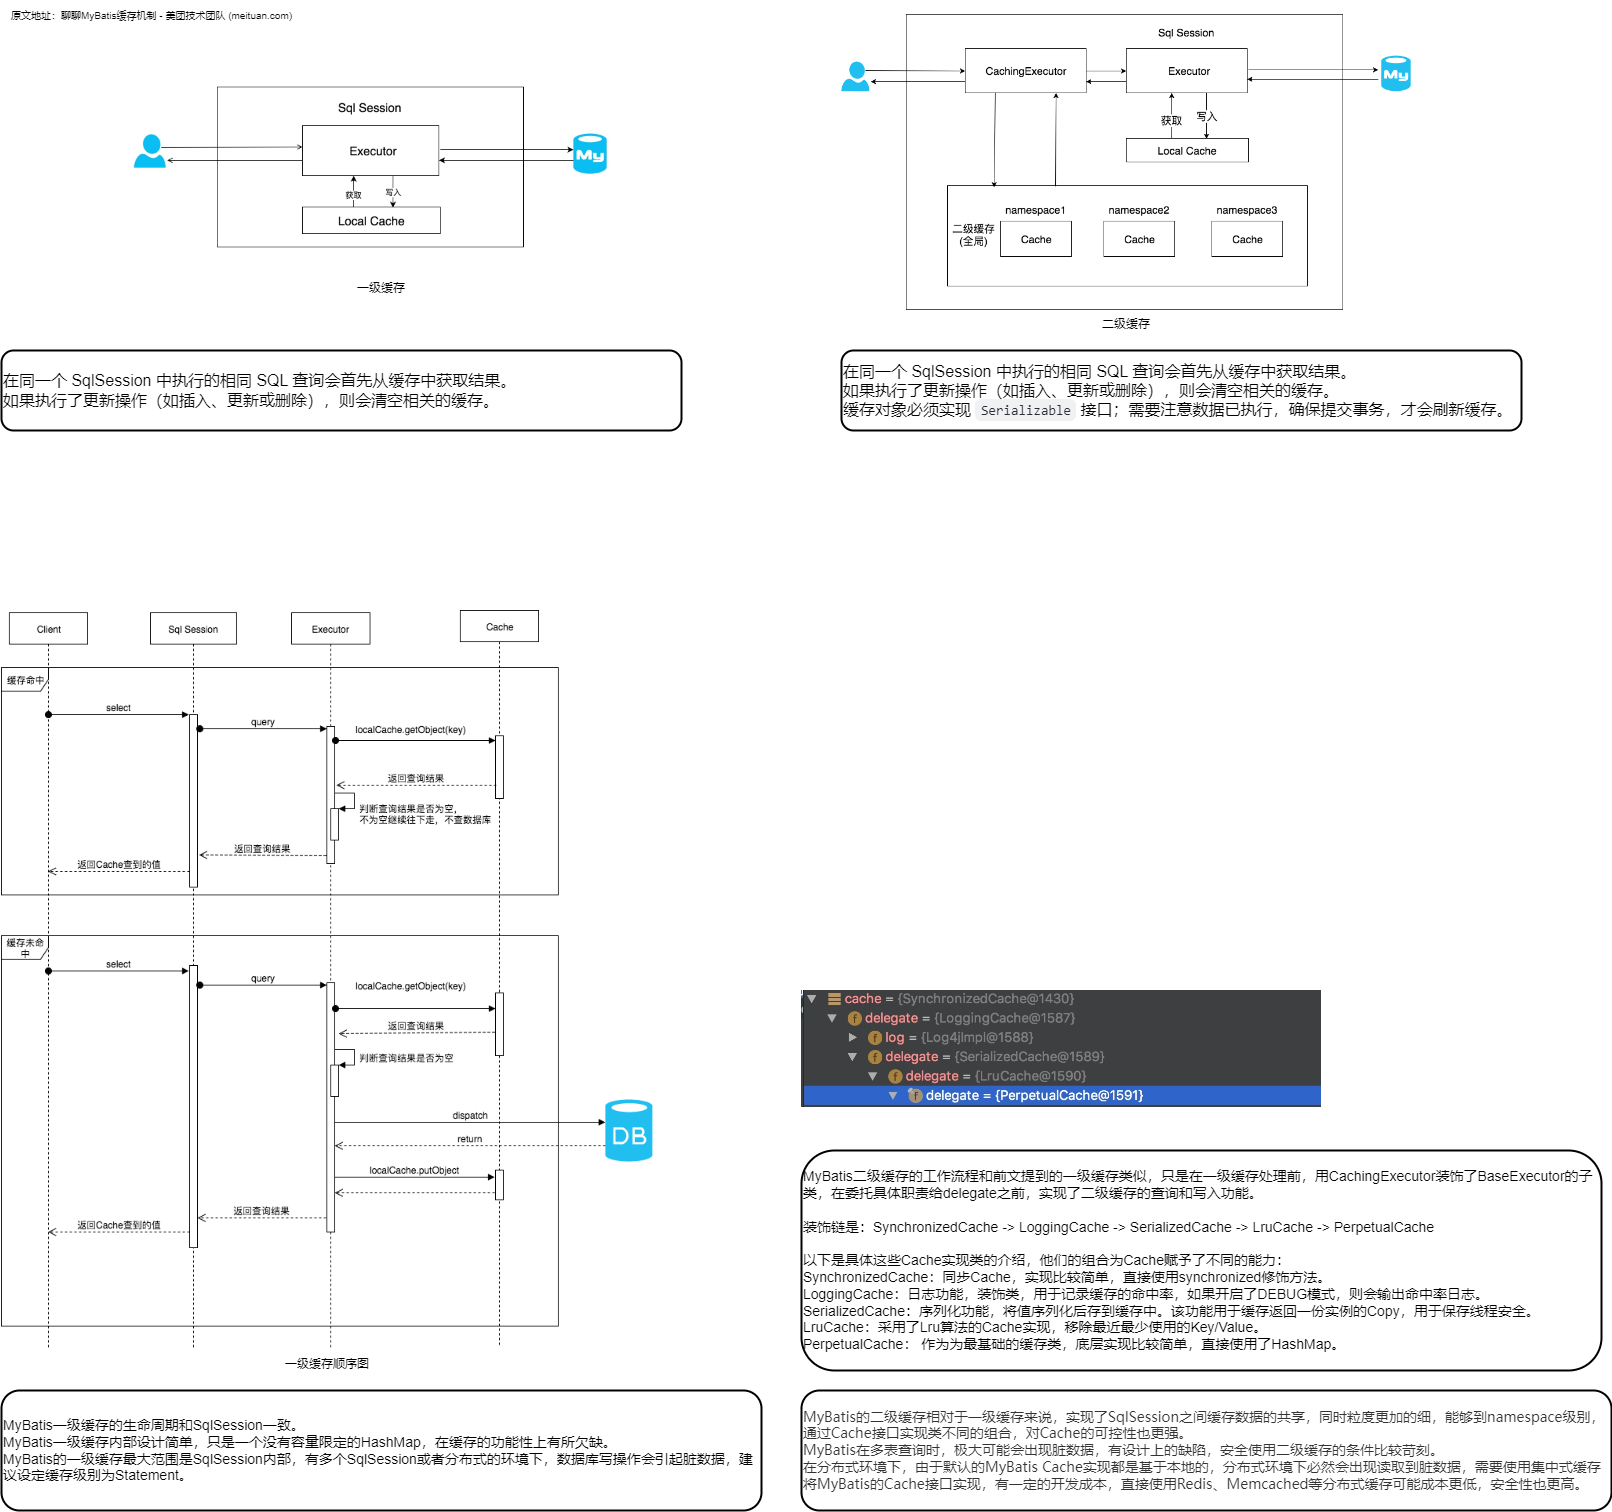 原文地址：聊聊MyBatis缓存机制 - 美团技术团队 (meituan.com)
Sql Session
Executor
获取
写入
Local Cache
My
一级缓存
Sql Session
CachingExecutor
Executor
My
获取
写入
Local Cache
namespace1
namespace2
namespace3
二级缓存
(全局)
Cache
Cache
Cache
二级缓存
在同一个 SqlSession 中执行的相同 SQL 查询会首先从缓存中获取结果。
如果执行了更新操作（如插入、更新或删除），则会清空相关的缓存。
在同一个 SqlSession 中执行的相同 SQL 查询会首先从缓存中获取结果。
如果执行了更新操作（如插入、更新或删除），则会清空相关的缓存。
缓存对象必须实现 Serializable 接口；需要注意数据已执行，确保提交事务，才会刷新缓存。
Client
Sql Session
Executor
Cache
缓存命中
select
query
localCache.getObject(key)
返回查询结果
判断查询结果是否为空，
不为空继续往下走，不查数据库
返回查询结果
返回Cache查到的值
缓存未命
中
select
query
localCache.getObject(key)
返回查询结果
判断查询结果是否为空
dispatch
DB
return
localCache.putObject
返回查询结果
返回Cache查到的值
一级缓存顺序图
cache = {SynchronizedCache@1430}
delegate = {LoggingCache@1587}
log = {Log4jImpl@1588}
delegate = {SerializedCache@1589}
delegate = {LruCache@1590}
delegate = {PerpetualCache@1591}
MyBatis二级缓存的工作流程和前文提到的一级缓存类似，只是在一级缓存处理前，用CachingExecutor装饰了BaseExecutor的子
类，在委托具体职责给delegate之前，实现了二级缓存的查询和写入功能。
装饰链是：SynchronizedCache -> LoggingCache -> SerializedCache -> LruCache -> PerpetualCache
以下是具体这些Cache实现类的介绍，他们的组合为Cache赋予了不同的能力：
SynchronizedCache：同步Cache，实现比较简单，直接使用synchronized修饰方法。
LoggingCache：日志功能，装饰类，用于记录缓存的命中率，如果开启了DEBUG模式，则会输出命中率日志。
SerializedCache：序列化功能，将值序列化后存到缓存中。该功能用于缓存返回一份实例的Copy，用于保存线程安全。
LruCache：采用了Lru算法的Cache实现，移除最近最少使用的Key/Value。
PerpetualCache： 作为为最基础的缓存类，底层实现比较简单，直接使用了HashMap。
MyBatis一级缓存的生命周期和SqlSession一致。
MyBatis一级缓存内部设计简单，只是一个没有容量限定的HashMap，在缓存的功能性上有所欠缺。
MyBatis的一级缓存最大范围是SqlSession内部，有多个SqlSession或者分布式的环境下，数据库写操作会引起脏数据，建
议设定缓存级别为Statement。
MyBatis的二级缓存相对于一级缓存来说，实现了SqlSession之间缓存数据的共享，同时粒度更加的细，能够到namespace级别，
通过Cache接口实现类不同的组合，对Cache的可控性也更强。
MyBatis在多表查询时，极大可能会出现脏数据，有设计上的缺陷，安全使用二级缓存的条件比较苛刻。
在分布式环境下，由于默认的MyBatis Cache实现都是基于本地的，分布式环境下必然会出现读取到脏数据，需要使用集中式缓存
将MyBatis的Cache接口实现，有一定的开发成本，直接使用Redis、Memcached等分布式缓存可能成本更低，安全性也更高。